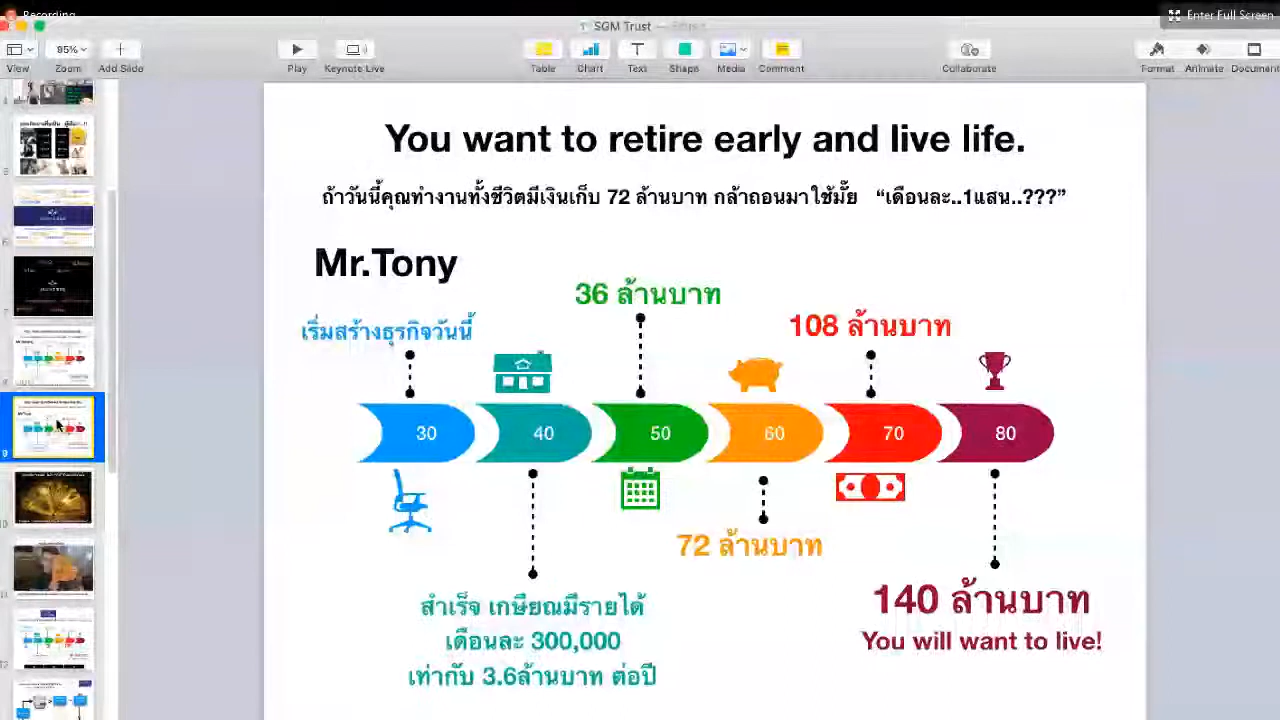 Recording
Enter Full Screen
SGM Trust
95%
View
Zoom
Add Slide
Play
Keynote Live
Table
Chart
Text
Shape
Media
Comment
Collaborate
Format
Animate
Document
You want to retire early and live life.
ถ้าวันนี้คุณทำงานทั้งชีวิตมีเงินเก็บ 72 ล้านบาท กล้าถอนมาใช้มั๊ย “เดือนละ..1แสน..???”
Mr.Tony
36 ล้านบาท
เริ่มสร้างธุรกิจวันนี้
108 ล้านบาท
30
40
50
60
70
80
72 ล้านบาท
สำเร็จ เกษียณมีรายได้
เดือนละ 300,000
เท่ากับ 3.6ล้านบาท ต่อปี
140 ล้านบาท
You will want to live!
9
10
11